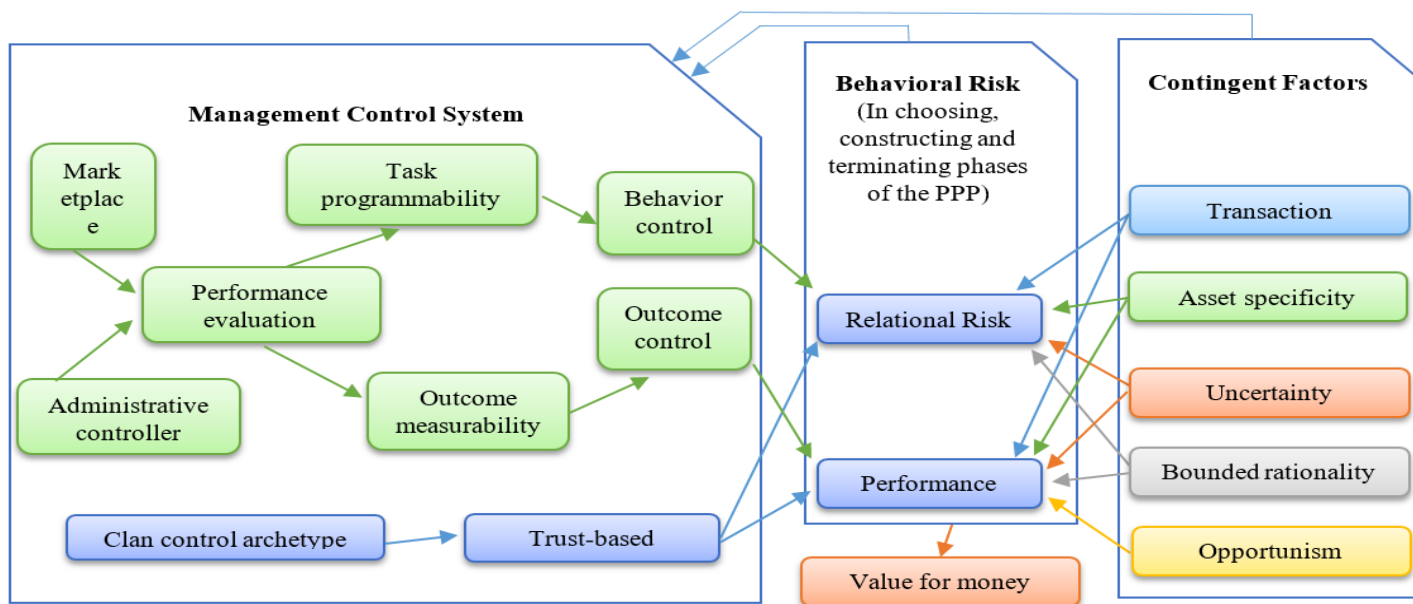 Management Control System
Mark
etplac
e
Task
programmability
Behavior
control
Performance
evaluation
Outcome
control
Administrative
controller
Outcome
measurability
Clan control archetype
Trust-based
Behavioral Risk
(In choosing,
constructing and
terminating phases
of the PPP)
Relational Risk
Performance
Value for money
Contingent Factors
Transaction
Asset specificity
Uncertainty
Bounded rationality
Opportunism